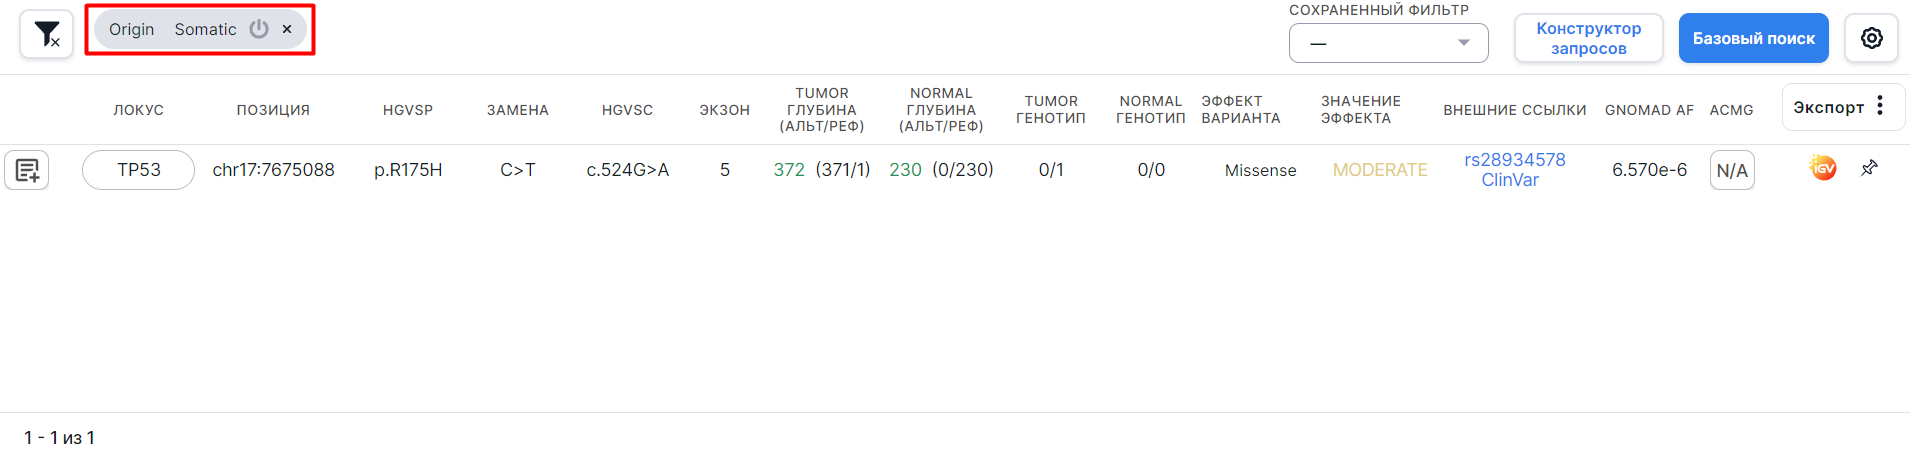 Origin Somatic
СОХРАНЕННЫЙ ФИЛЬТР
—
Конструктор
запросов
Базовый поиск
ЛОКУС
ПОЗИЦИЯ
HGVSP
ЗАМЕНА
HGVSC
ЭКЗОН
TUMOR
ГЛУБИНА
(АЛЬТ/РЕФ)
NORMAL
ГЛУБИНА
(АЛЬТ/РЕФ)
TUMOR
ГЕНОТИП
NORMAL
ГЕНОТИП
ЭФФЕКТ
ВАРИАНТА
ЗНАЧЕНИЕ
ЭФФЕКТА
ВНЕШНИЕ ССЫЛКИ
GNOMAD AF
ACMG
Экспорт
TP53
chr17:7675088
p.R175H
C>T
c.524G>A
5
372 (371/1)
230 (0/230)
0/1
0/0
Missense
MODERATE
rs28934578
ClinVar
6.570e-6
N/A
iGV
1 - 1 из 1